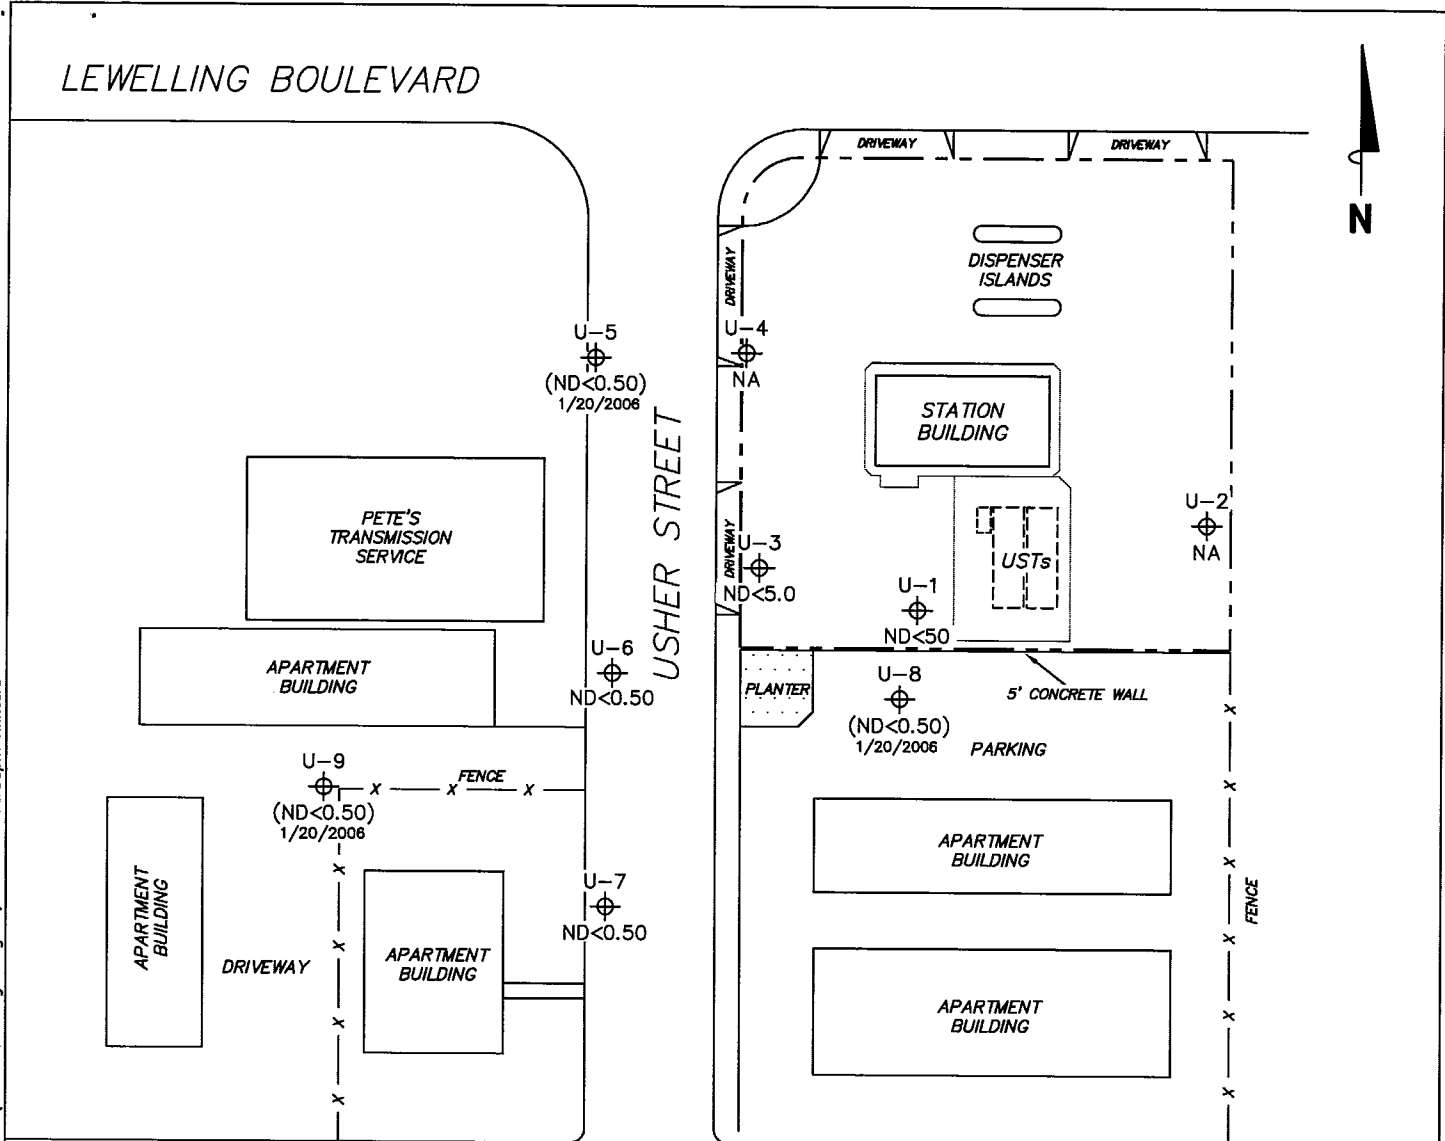 LEWELLING BOULEVARD
DRIVEWAY
DRIVEWAY
N
DISPENSER
ISLANDS
DRIVEWAY
U-5
(ND<0.50)
1/20/2006
U-4
NA
STATION
BUILDING
USHER STREET
PETE'S
TRANSMISSION
SERVICE
U-2
NA
DRIVEWAY
U-3
ND<5.0
USTs
U-1
ND<50
APARTMENT
BUILDING
U-6
ND<0.50
PLANTER
U-8
(ND<0.50)
1/20/2006
5' CONCRETE WALL
PARKING
U-9
(ND<0.50)
1/20/2006
X
X
FENCE
X
X
X
X
X
X
X
X
X
X
X
X
APARTMENT
BUILDING
FENCE
APARTMENT
BUILDING
DRIVEWAY
APARTMENT
BUILDING
U-7
ND<0.50
APARTMENT
BUILDING